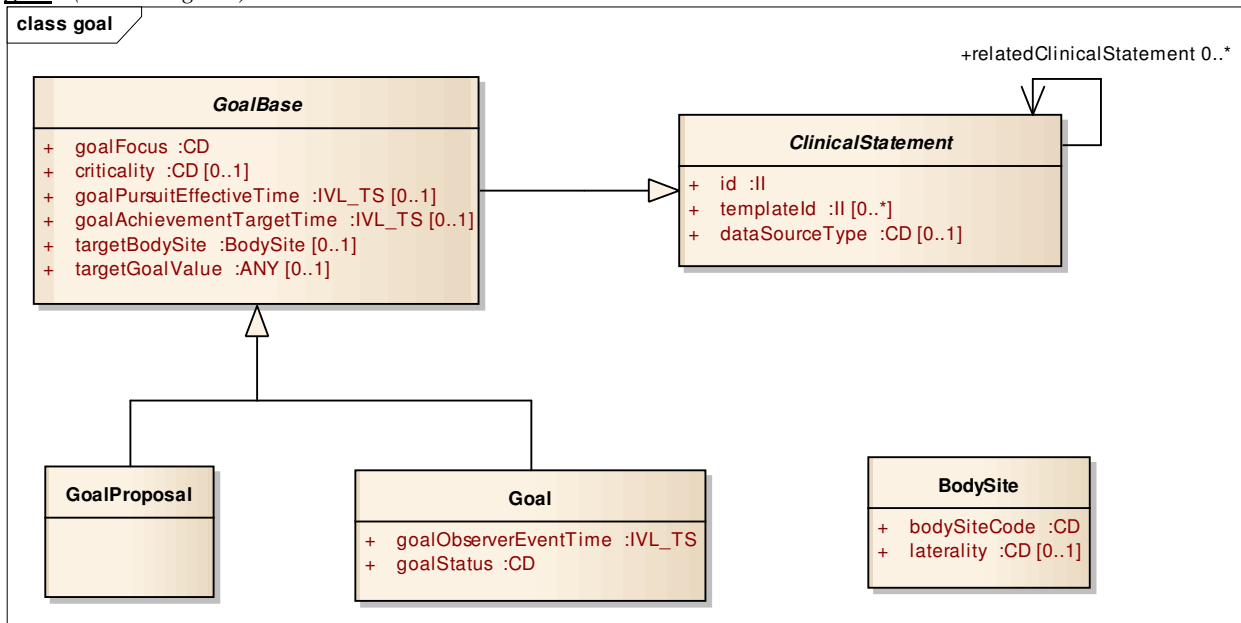 class goal
+relatedClinicalStatement 0..*
GoalBase
+ goalFocus :CD
+ criticality :CD [0..1]
+ goalPursuitEffectiveTime :IVL_TS [0..1]
+ goalAchievementTargetTime :IVL_TS [0..1]
+ targetBodySite :BodySite [0..1]
+ targetGoalValue :ANY [0..1]
ClinicalStatement
+ id :II
+ templateId :II [0..*]
+ dataSourceType :CD [0..1]
GoalProposal
Goal
+ goalObserverEventTime :IVL_TS
+ goalStatus :CD
BodySite
+ bodySiteCode :CD
+ laterality :CD [0..1]